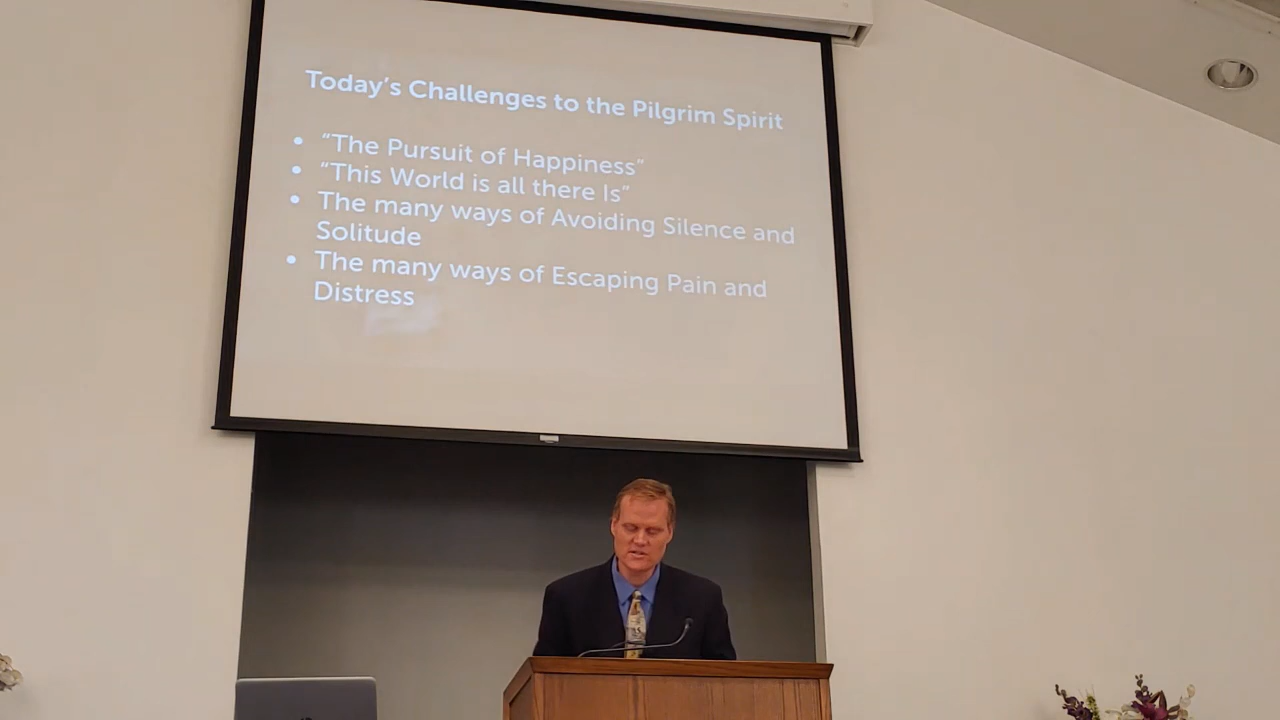 Today's Challenges to the Pilgrim Spirit
• "The Pursuit of Happiness"
• "This World is all there Is"
• The many ways of Avoiding Silence and
Solitude
• The many ways of Escaping Pain and
Distress